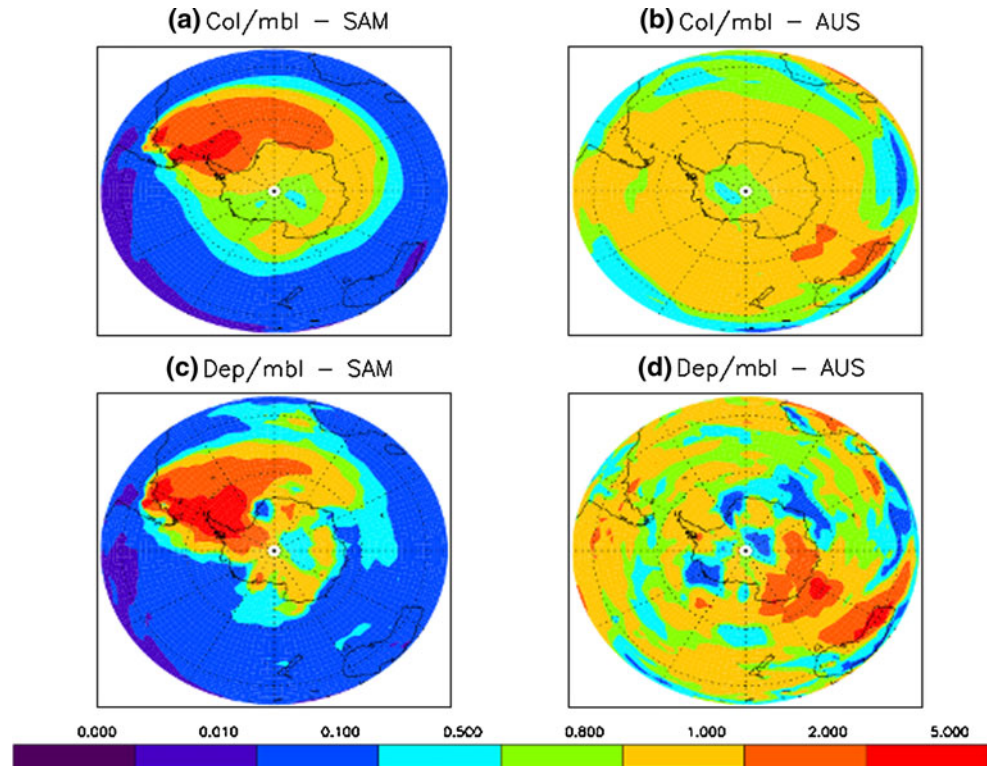 (a) Col/mbl – SAM
(b) Col/mbl – AUS
(c) Dep/mbl – SAM
(d) Dep/mbl – AUS
0.000 0.010 0.100 0.500 0.800 1.000 2.000 5.000